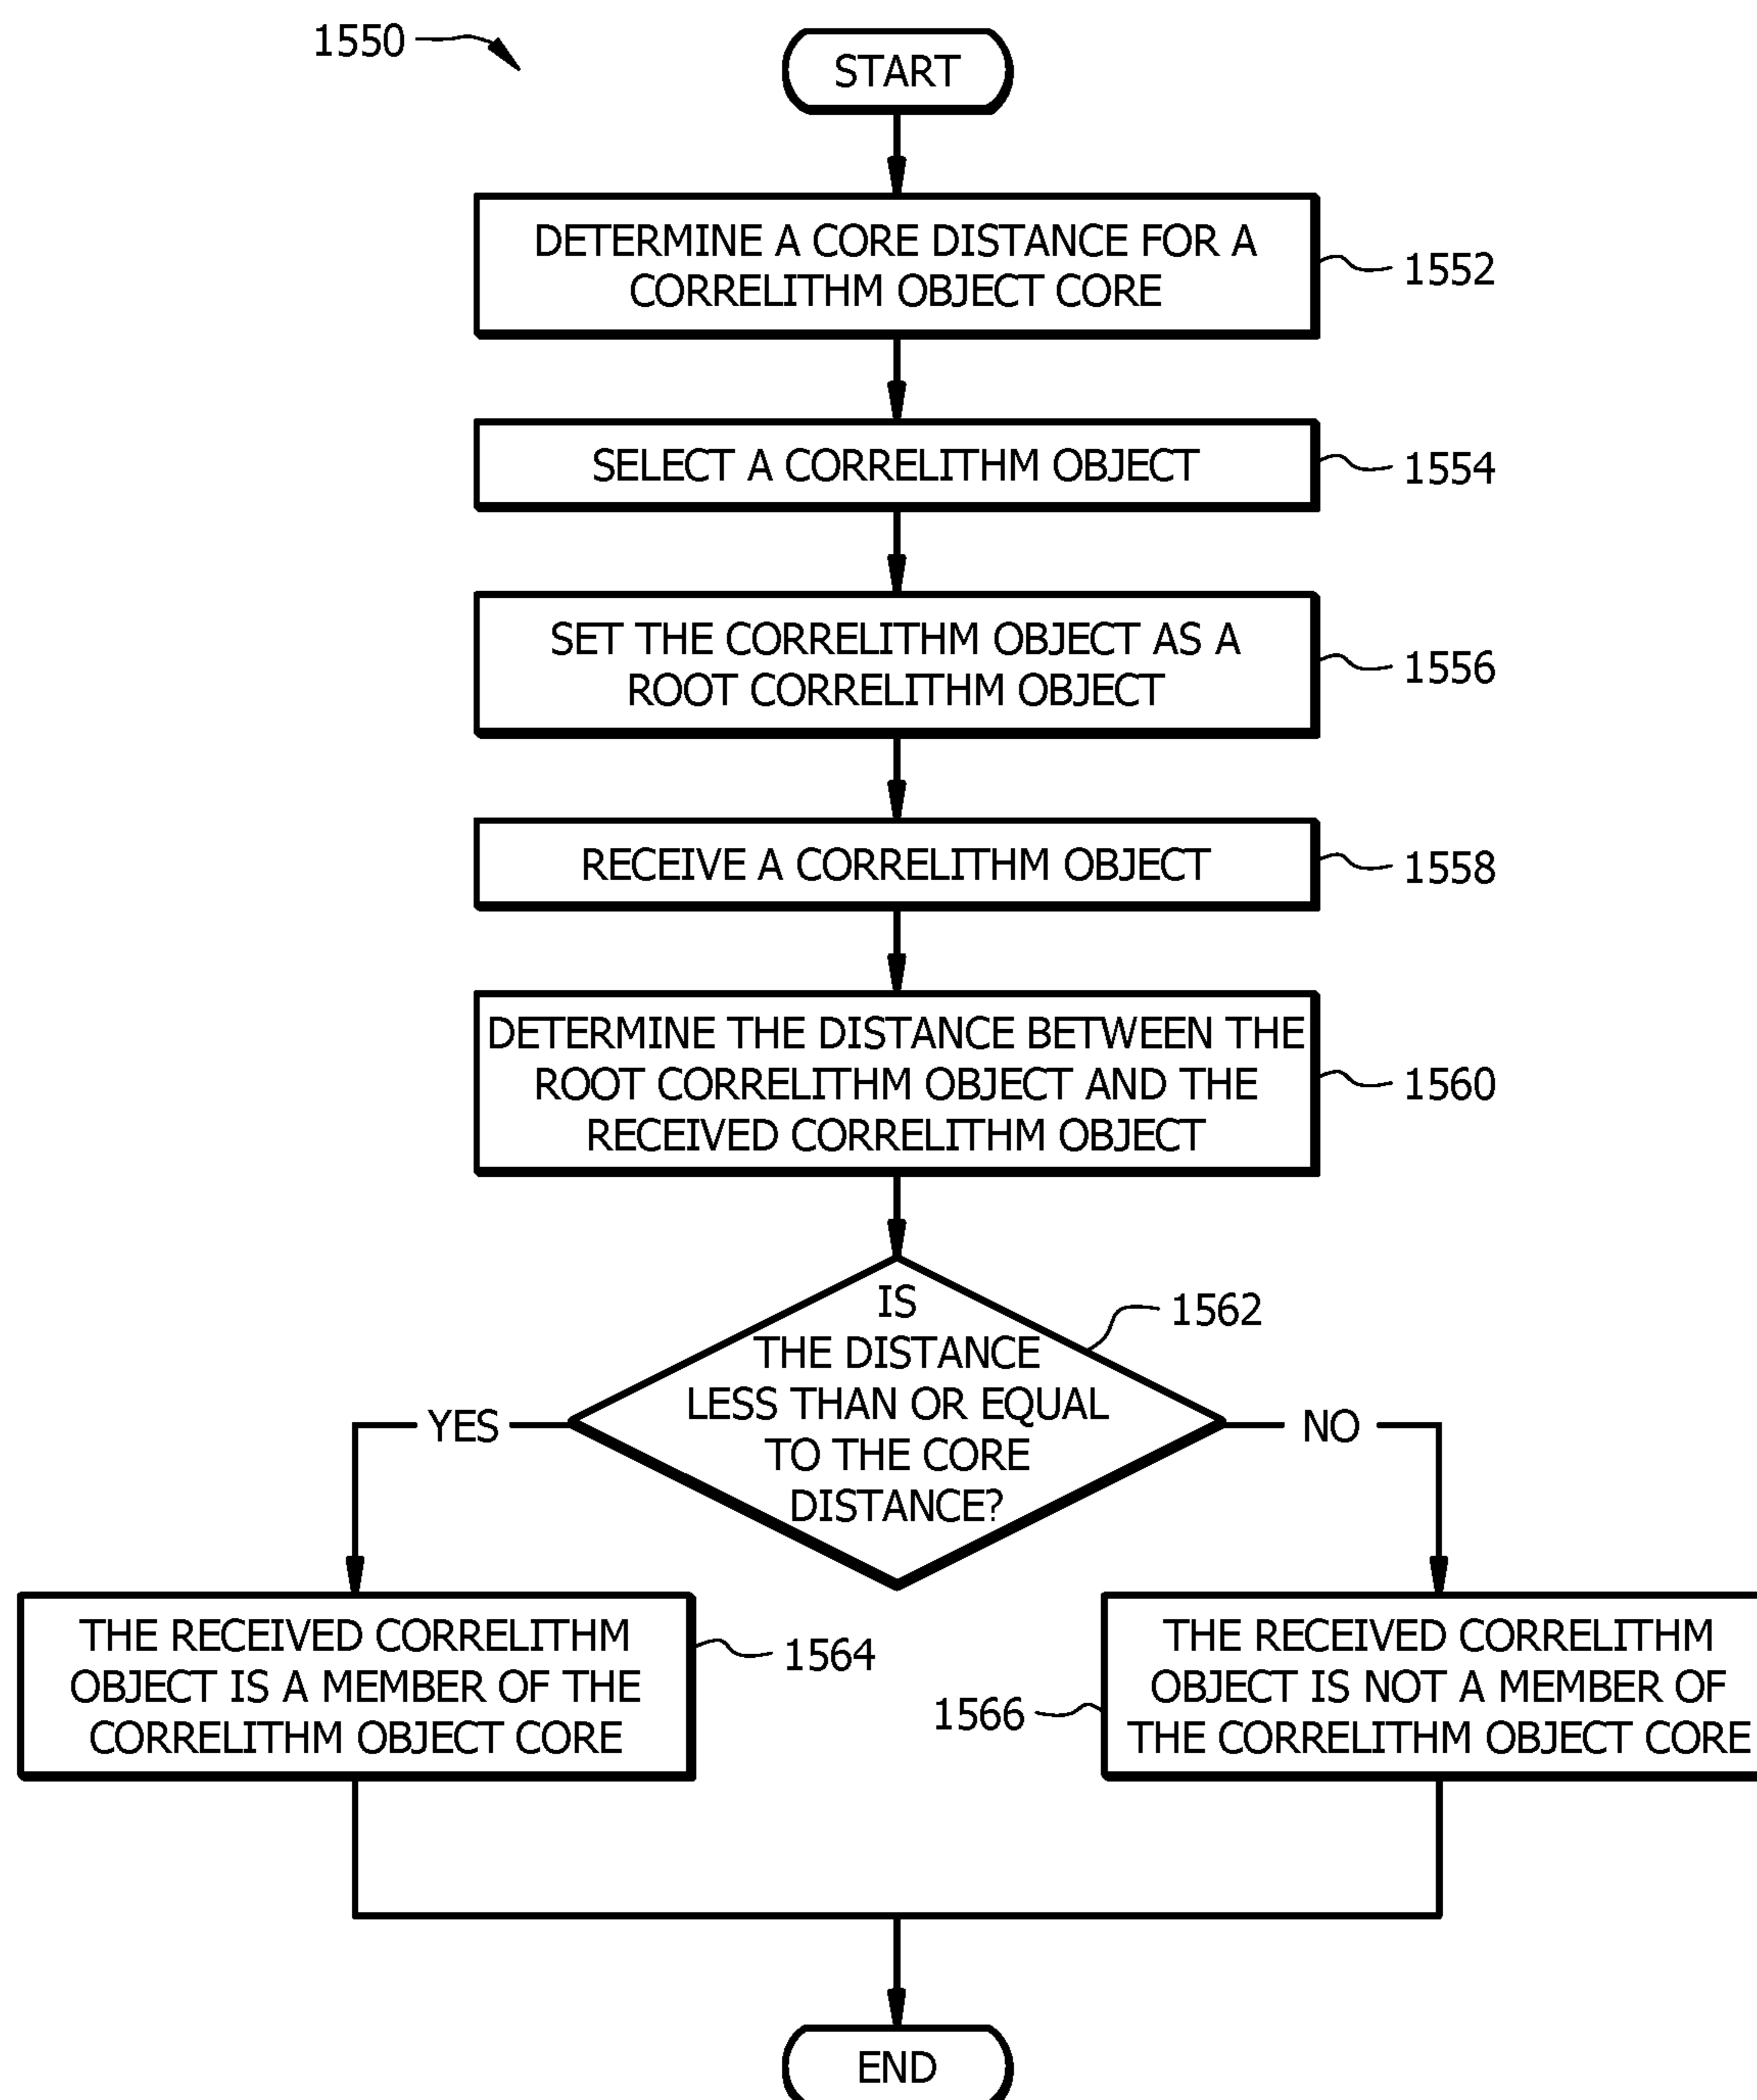 1550
START
DETERMINE A CORE DISTANCE FOR A
CORRELITHM OBJECT CORE
1552
SELECT A CORRELITHM OBJECT
1554
SET THE CORRELITHM OBJECT AS A
ROOT CORRELITHM OBJECT
1556
RECEIVE A CORRELITHM OBJECT
1558
DETERMINE THE DISTANCE BETWEEN THE
ROOT CORRELITHM OBJECT AND THE
RECEIVED CORRELITHM OBJECT
1560
IS
THE DISTANCE
LESS THAN OR EQUAL
TO THE CORE
DISTANCE?
1562
YES
NO
THE RECEIVED CORRELITHM
OBJECT IS A MEMBER OF THE
CORRELITHM OBJECT CORE
1564
THE RECEIVED CORRELITHM
OBJECT IS NOT A MEMBER OF
THE CORRELITHM OBJECT CORE
1566
END